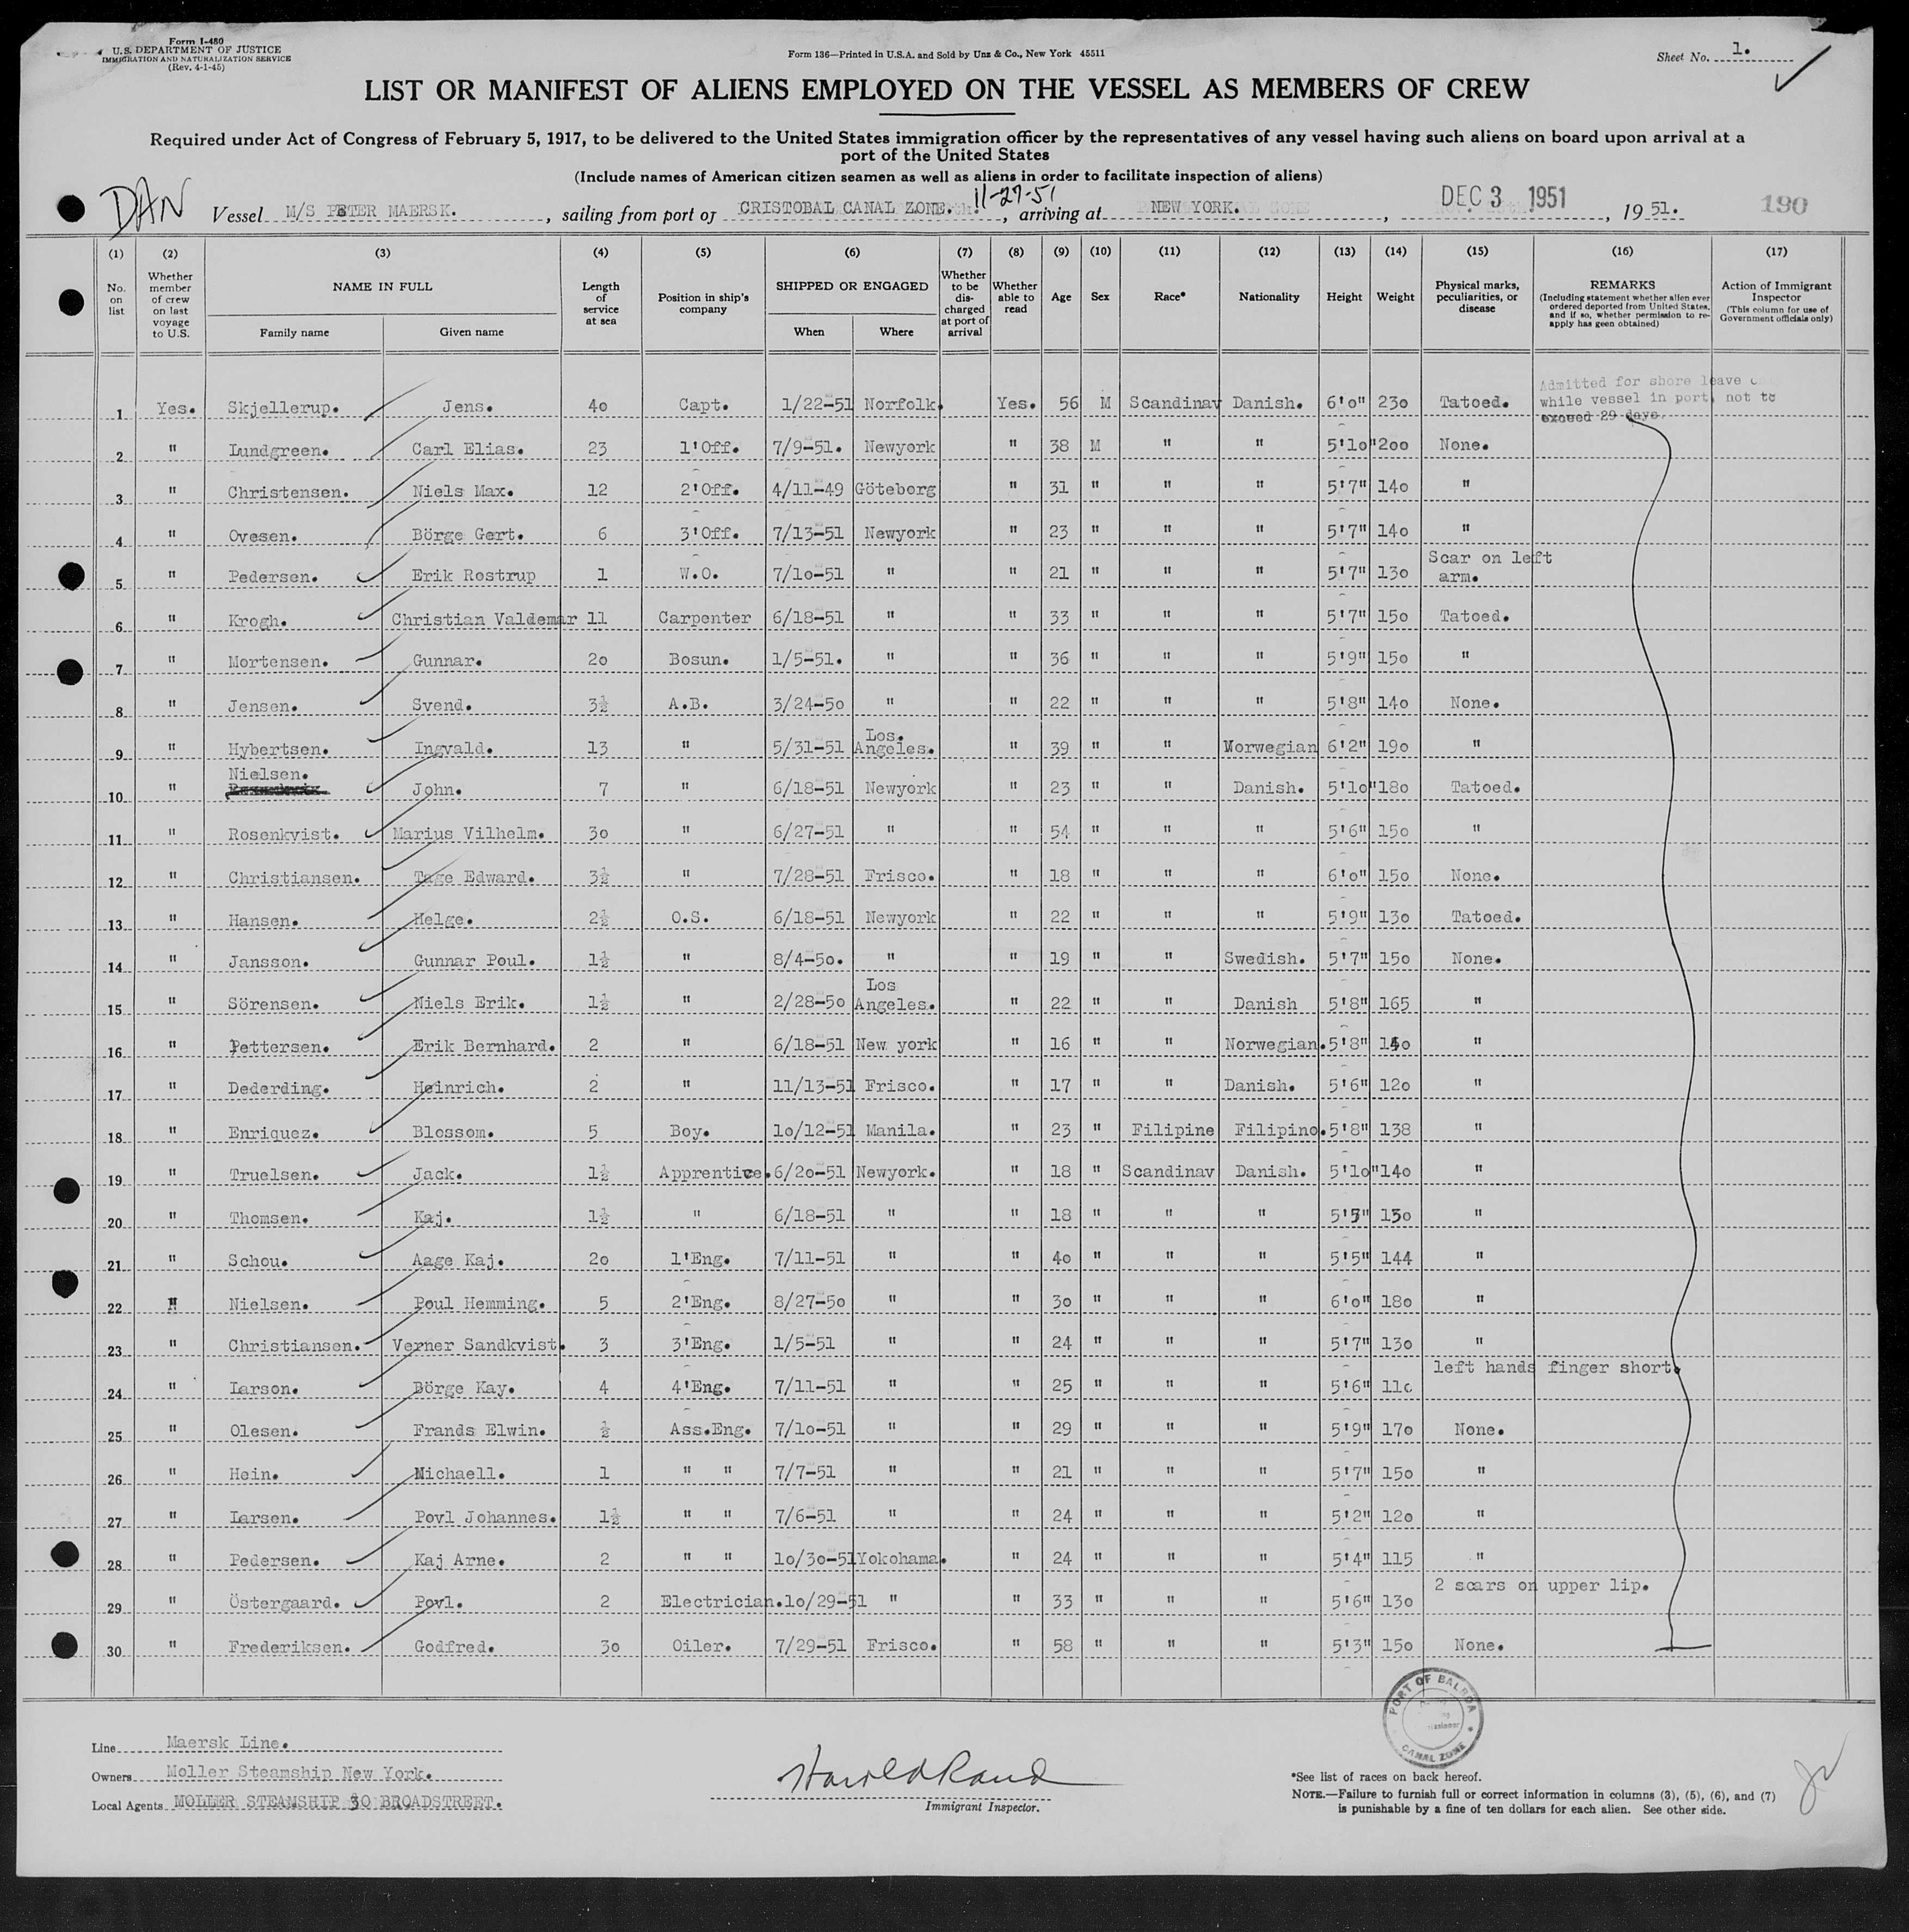 Form I-480
U.S. DEPARTMENT OF JUSTICE
IMMIGRATION AND NATURALIZATION SERVICE
(Rev. 4-1-45)
Form 136—Printed in U.S.A. and Sold by Unz & Co., New York 45511
Sheet No. 1.
LIST OR MANIFEST OF ALIENS EMPLOYED ON THE VESSEL AS MEMBERS OF CREW
Required under Act of Congress of February 5, 1917, to be delivered to the United States immigration officer by the representatives of any vessel having such aliens on board upon arrival at a
port of the United States
(Include names of American citizen seamen as well as aliens in order to facilitate inspection of aliens)
DAN
11-27-51
Vessel M/S PETER MAERSK. , sailing from port of CRISTOBAL CANAL ZONE. , arriving at NEW YORK. , DEC 3 1951 , 19 51. 190
(1) (2) (3) (4) (5) (6) (7) (8) (9) (10) (11) (12) (13) (14) (15) (16) (17)
No. on list
Whether member of crew on last voyage to U.S.
NAME IN FULL
Family name Given name
Length of service at sea
Position in ship's company
SHIPPED OR ENGAGED
When Where
Whether to be dis-charged at port of arrival
Whether able to read
Age
Sex
Race*
Nationality
Height
Weight
Physical marks, peculiarities, or disease
REMARKS
(Including statement whether alien ever ordered deported from United States, and if so, whether permission to re-apply has geen obtained)
Action of Immigrant Inspector
(This column for use of Government officials only)
Admitted for shore leave
while vessel in port, not to
exceed 29 days.
1 Yes. Skjellerup. Jens. 40 Capt. 1/22-51 Norfolk. Yes. 56 M Scandinav Danish. 6'0" 230 Tatoed.
2 " Lundgreen. Carl Elias. 23 1'Off. 7/9-51. Newyork " 38 M " " 5'10" 200 None.
3 " Christensen. Niels Max. 12 2'Off. 4/11-49 Göteborg " 31 " " " 5'7" 140 "
4 " Ovesen. Börge Gert. 6 3'Off. 7/13-51 Newyork " 23 " " " 5'7" 140 "
5 " Pedersen. Erik Rostrup 1 W.O. 7/10-51 " " 21 " " " 5'7" 130 Scar on left arm.
6 " Krogh. Christian Valdemar 11 Carpenter 6/18-51 " " 33 " " " 5'7" 150 Tatoed.
7 " Mortensen. Gunnar. 20 Bosun. 1/5-51. " " 36 " " " 5'9" 150 "
8 " Jensen. Svend. 3½ A.B. 3/24-50 " " 22 " " " 5'8" 140 None.
9 " Hybertsen. Ingvald. 13 " 5/31-51 Los. Angeles. " 39 " " Norwegian 6'2" 190 "
10 " Nielsen. John. 7 " 6/18-51 Newyork " 23 " " Danish. 5'10" 180 Tatoed.
11 " Rosenkvist. Marius Vilhelm. 30 " 6/27-51 " " 54 " " " 5'6" 150 "
12 " Christiansen. Tage Edward. 3½ " 7/28-51 Frisco. " 18 " " " 6'0" 150 None.
13 " Hansen. Helge. 2½ O.S. 6/18-51 Newyork " 22 " " " 5'9" 130 Tatoed.
14 " Jansson. Gunnar Poul. 1½ " 8/4-50. " " 19 " " Swedish. 5'7" 150 None.
15 " Sörensen. Niels Erik. 1½ " 2/28-50 Los Angeles. " 22 " " Danish 5'8" 165 "
16 " Pettersen. Erik Bernhard. 2 " 6/18-51 New york " 16 " " Norwegian. 5'8" 140 "
17 " Dederding. Heinrich. 2 " 11/13-51 Frisco. " 17 " " Danish. 5'6" 120 "
18 " Enriquez. Blossom. 5 Boy. 10/12-51 Manila. " 23 " Filipine Filipino. 5'8" 138 "
19 " Truelsen. Jack. 1½ Apprentice. 6/20-51 Newyork. " 18 " Scandinav Danish. 5'10" 140 "
20 " Thomsen. Kaj. 1½ " 6/18-51 " " 18 " " " 5'5" 130 "
21 " Schou. Aage Kaj. 20 1'Eng. 7/11-51 " " 40 " " " 5'5" 144 "
22 " Nielsen. Poul Hemming. 5 2'Eng. 8/27-50 " " 30 " " " 6'0" 180 "
23 " Christiansen. Verner Sandkvist. 3 3'Eng. 1/5-51 " " 24 " " " 5'7" 130 "
24 " Larson. Börge Kay. 4 4'Eng. 7/11-51 " " 25 " " " 5'6" 110 left hands finger short.
25 " Olesen. Frands Elwin. ½ Ass.Eng. 7/10-51 " " 29 " " " 5'9" 170 None.
26 " Hein. Michaell. 1 " " 7/7-51 " " 21 " " " 5'7" 150 "
27 " Larsen. Povl Johannes. 1½ " " 7/6-51 " " 24 " " " 5'2" 120 "
28 " Pedersen. Kaj Arne. 2 " " 10/30-51 Yokohama. " 24 " " " 5'4" 115 "
29 " Östergaard. Povl. 2 Electrician. 10/29-51 " " 33 " " " 5'6" 130 2 scars on upper lip.
30 " Frederiksen. Godfred. 30 Oiler. 7/29-51 Frisco. " 58 " " " 5'3" 150 None.
PORT OF BALBOA
CANAL ZONE
Line Maersk Line.
Owners Moller Steamship New York.
Local Agents MOLLER STEAMSHIP 30 BROADSTREET.
Harold Rand
Immigrant Inspector.
*See list of races on back hereof.
NOTE.—Failure to furnish full or correct information in columns (3), (5), (6), and (7)
is punishable by a fine of ten dollars for each alien. See other side.